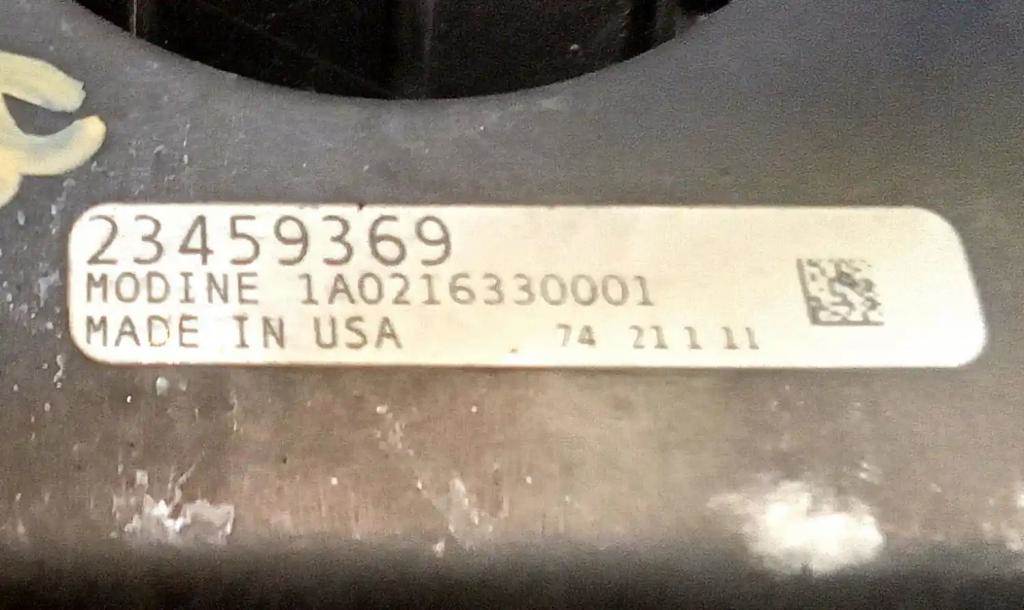 23459369
MODINE 1A0216330001
MADE IN USA 74 21 1 11